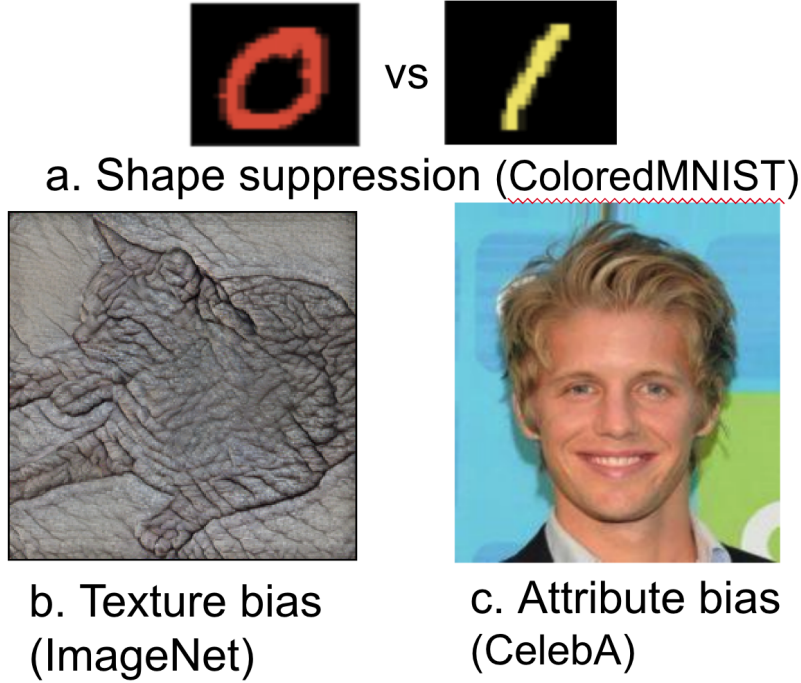 vs
a. Shape suppression (ColoredMNIST)
b. Texture bias
(ImageNet)
c. Attribute bias
(CelebA)